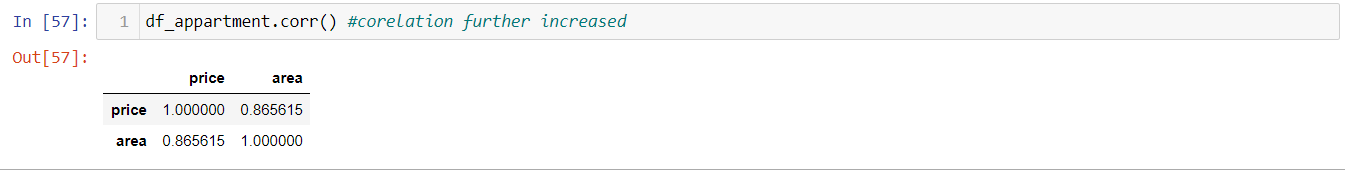 In [57]: 1 df_appartment.corr() #corelation further increased
Out[57]:
price area
price 1.000000 0.865615
area 0.865615 1.000000